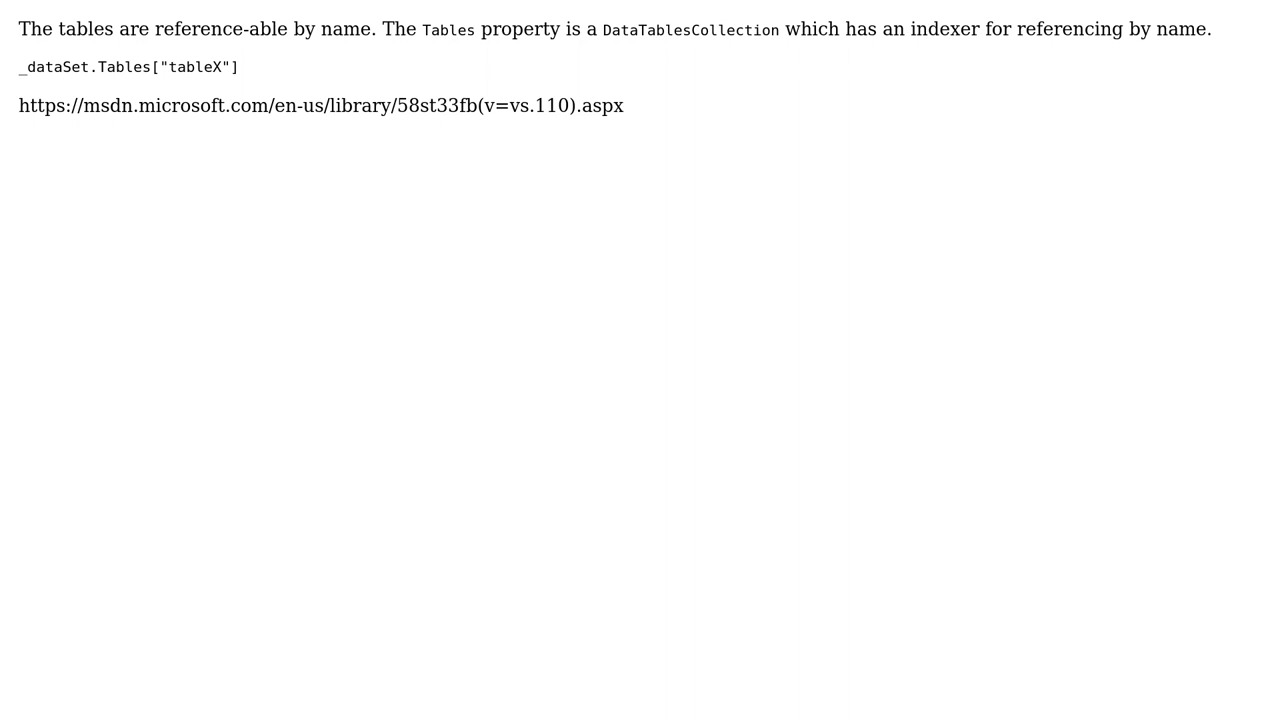 The tables are reference-able by name. The Tables property is a DataTablesCollection which has an indexer for referencing by name.
_dataSet.Tables["tableX"]
https://msdn.microsoft.com/en-us/library/58st33fb(v=vs.110).aspx